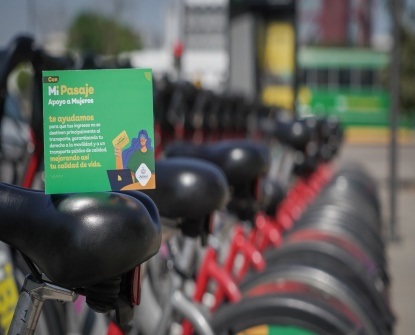 Con
Mi Pasaje
Apoyo a Mujeres
te ayudamos
para que tus ingresos no se
destinen principalmente al
transporte, garantizando
tu derecho a la movilidad y a un
transporte público de calidad,
mejorando así
tu calidad de vida.